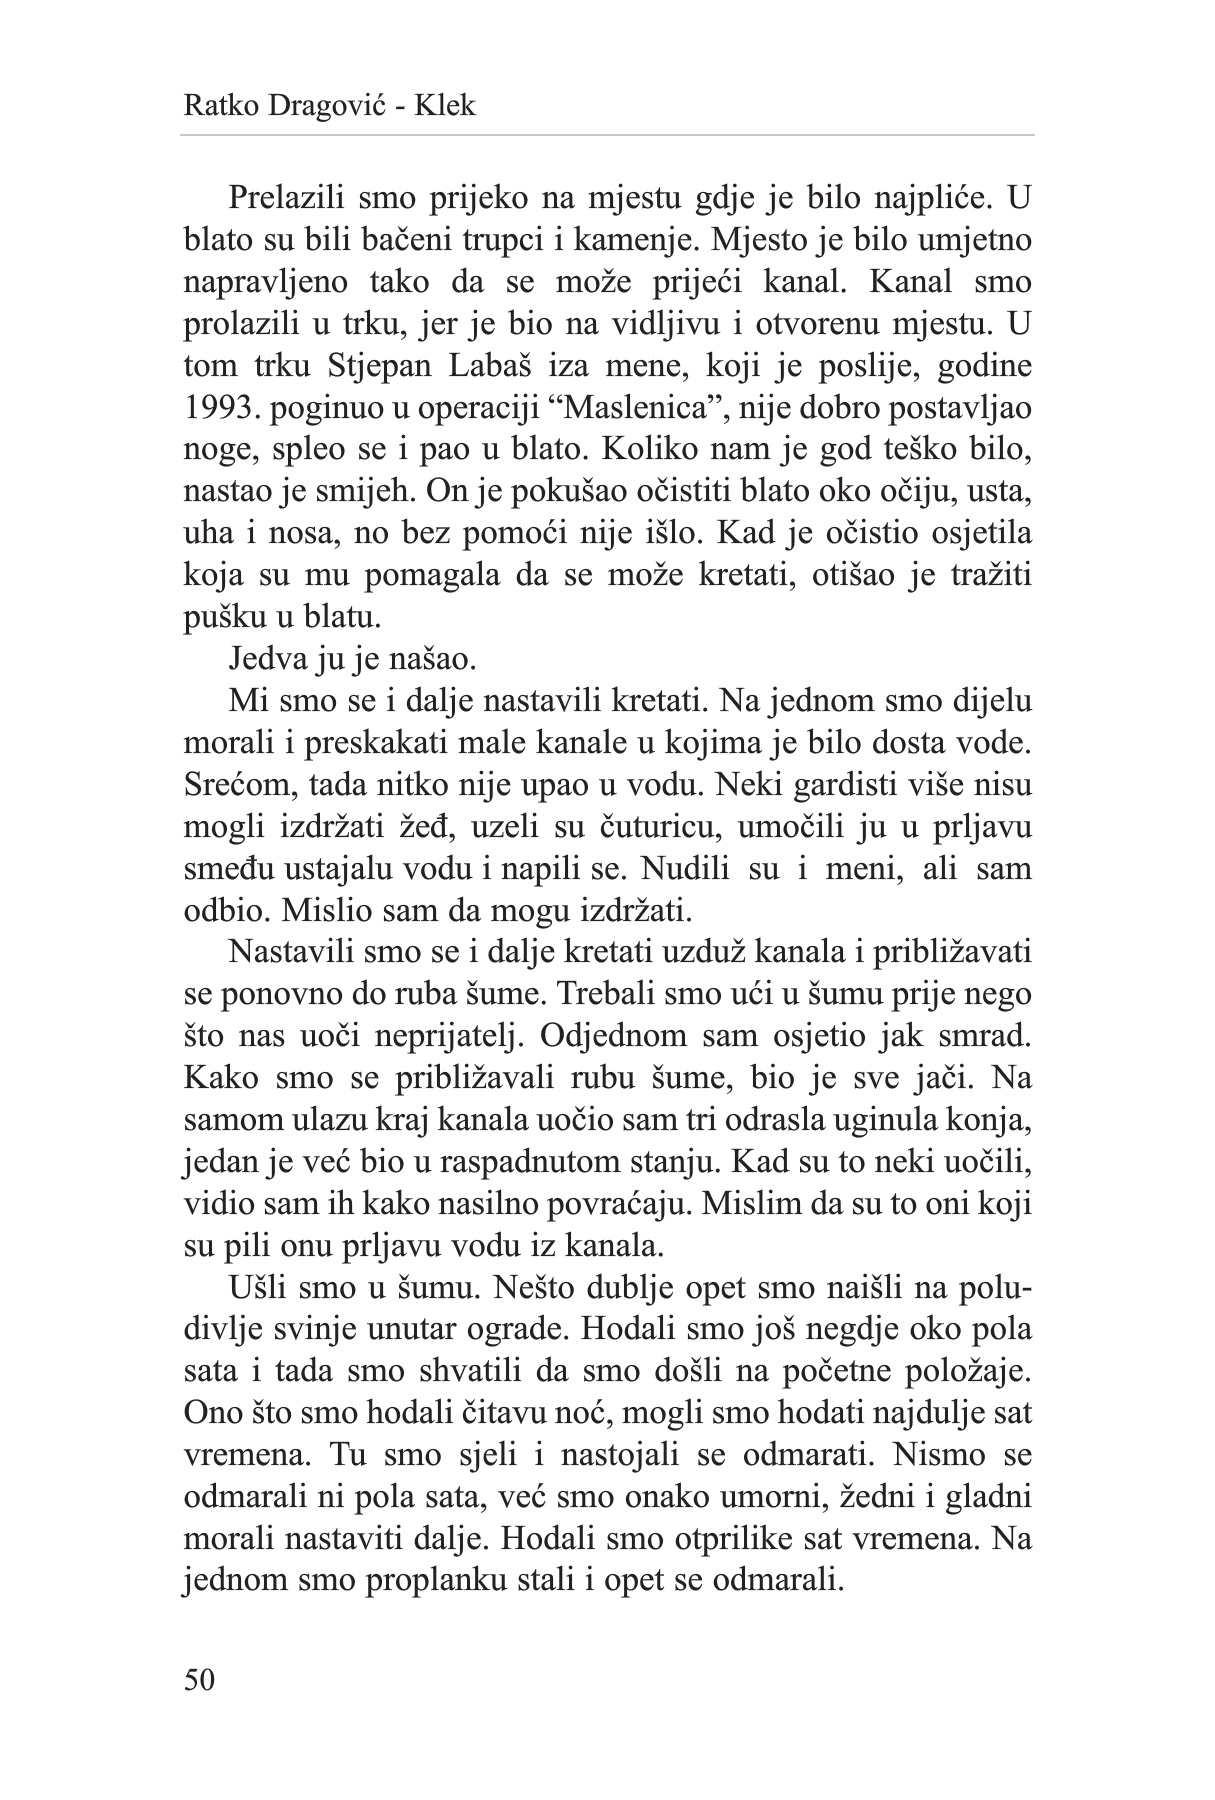 Ratko Dragović - Klek
Prelazili smo prijeko na mjestu gdje je bilo najpliće. U
blato su bili bačeni trupci i kamenje. Mjesto je bilo umjetno
napravljeno tako da se može prijeći kanal. Kanal smo
prolazili u trku, jer je bio na vidljivu i otvorenu mjestu. U
tom trku Stjepan Labaš iza mene, koji je poslije, godine
1993. poginuo u operaciji “Maslenica”, nije dobro postavljao
noge, spleo se i pao u blato. Koliko nam je god teško bilo,
nastao je smijeh. On je pokušao očistiti blato oko očiju, usta,
uha i nosa, no bez pomoći nije išlo. Kad je očistio osjetila
koja su mu pomagala da se može kretati, otišao je tražiti
pušku u blatu.
Jedva ju je našao.
Mi smo se i dalje nastavili kretati. Na jednom smo dijelu
morali i preskakati male kanale u kojima je bilo dosta vode.
Srećom, tada nitko nije upao u vodu. Neki gardisti više nisu
mogli izdržati žeđ, uzeli su čuturicu, umočili ju u prljavu
smeđu ustajalu vodu i napili se. Nudili su i meni, ali sam
odbio. Mislio sam da mogu izdržati.
Nastavili smo se i dalje kretati uzduž kanala i približavati
se ponovno do ruba šume. Trebali smo ući u šumu prije nego
što nas uoči neprijatelj. Odjednom sam osjetio jak smrad.
Kako smo se približavali rubu šume, bio je sve jači. Na
samom ulazu kraj kanala uočio sam tri odrasla uginula konja,
jedan je već bio u raspadnutom stanju. Kad su to neki uočili,
vidio sam ih kako nasilno povraćaju. Mislim da su to oni koji
su pili onu prljavu vodu iz kanala.
Ušli smo u šumu. Nešto dublje opet smo naišli na polu-
divlje svinje unutar ograde. Hodali smo još negdje oko pola
sata i tada smo shvatili da smo došli na početne položaje.
Ono što smo hodali čitavu noć, mogli smo hodati najdulje sat
vremena. Tu smo sjeli i nastojali se odmarati. Nismo se
odmarali ni pola sata, već smo onako umorni, žedni i gladni
morali nastaviti dalje. Hodali smo otprilike sat vremena. Na
jednom smo proplanku stali i opet se odmarali.
50